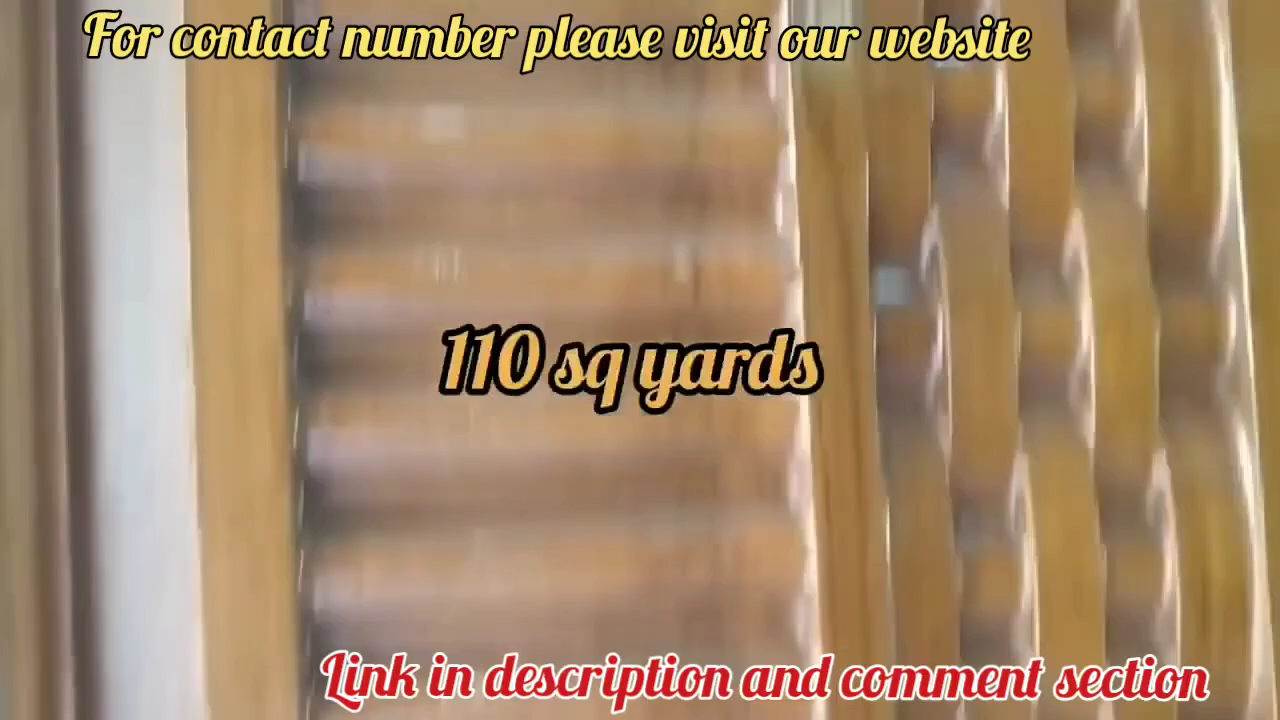 For contact number please visit our website
110 sq yards
Link in description and comment section